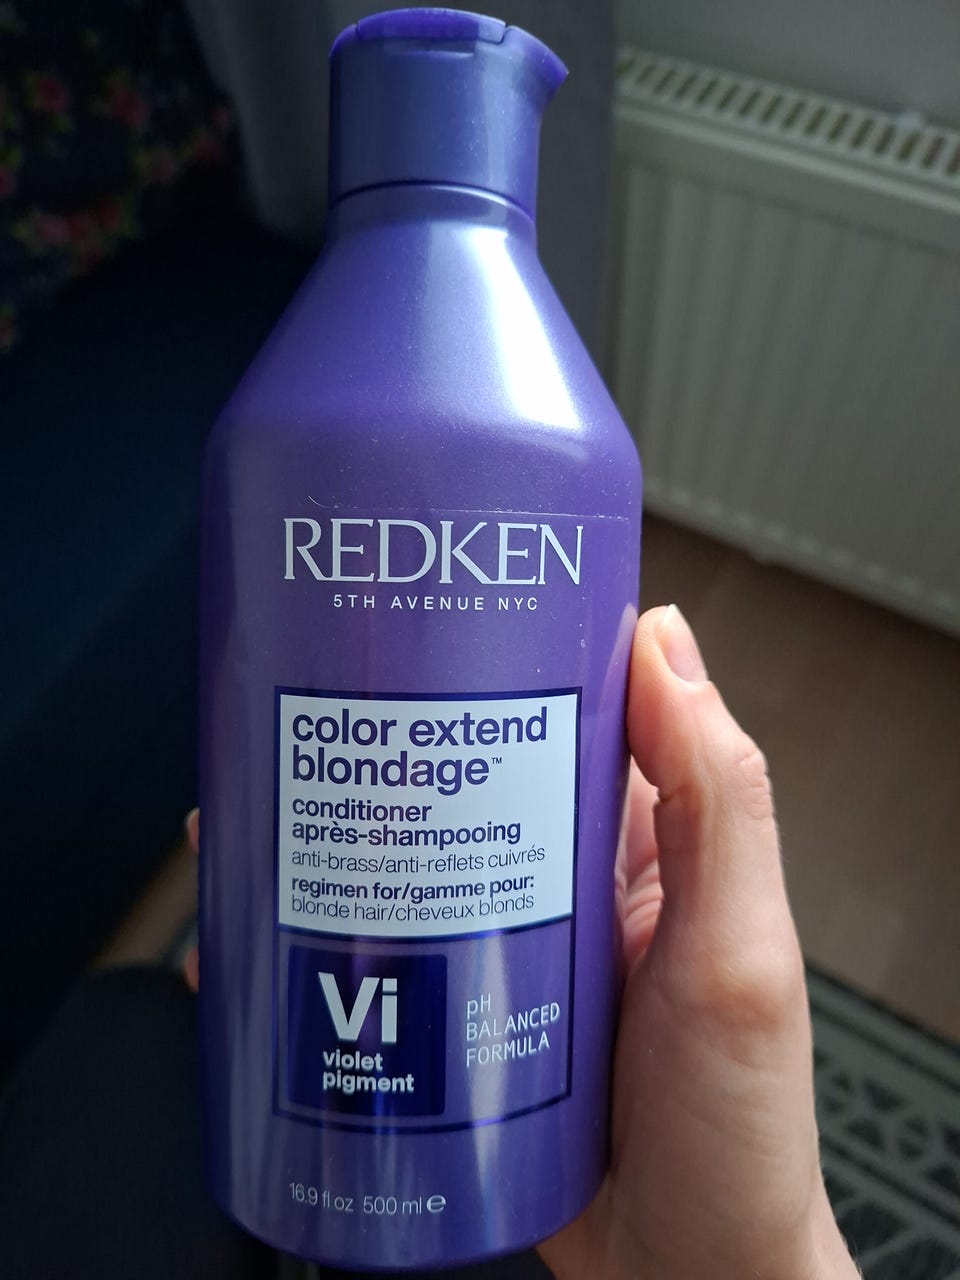 REDKEN
5TH AVENUE NYC
color extend
blondage™
conditioner
après-shampooing
anti-brass/anti-reflets cuivrés
regimen for/gamme pour:
blonde hair/cheveux blonds
Vi
violet
pigment
pH
BALANCED
FORMULA
16.9 fl oz 500 ml ℮